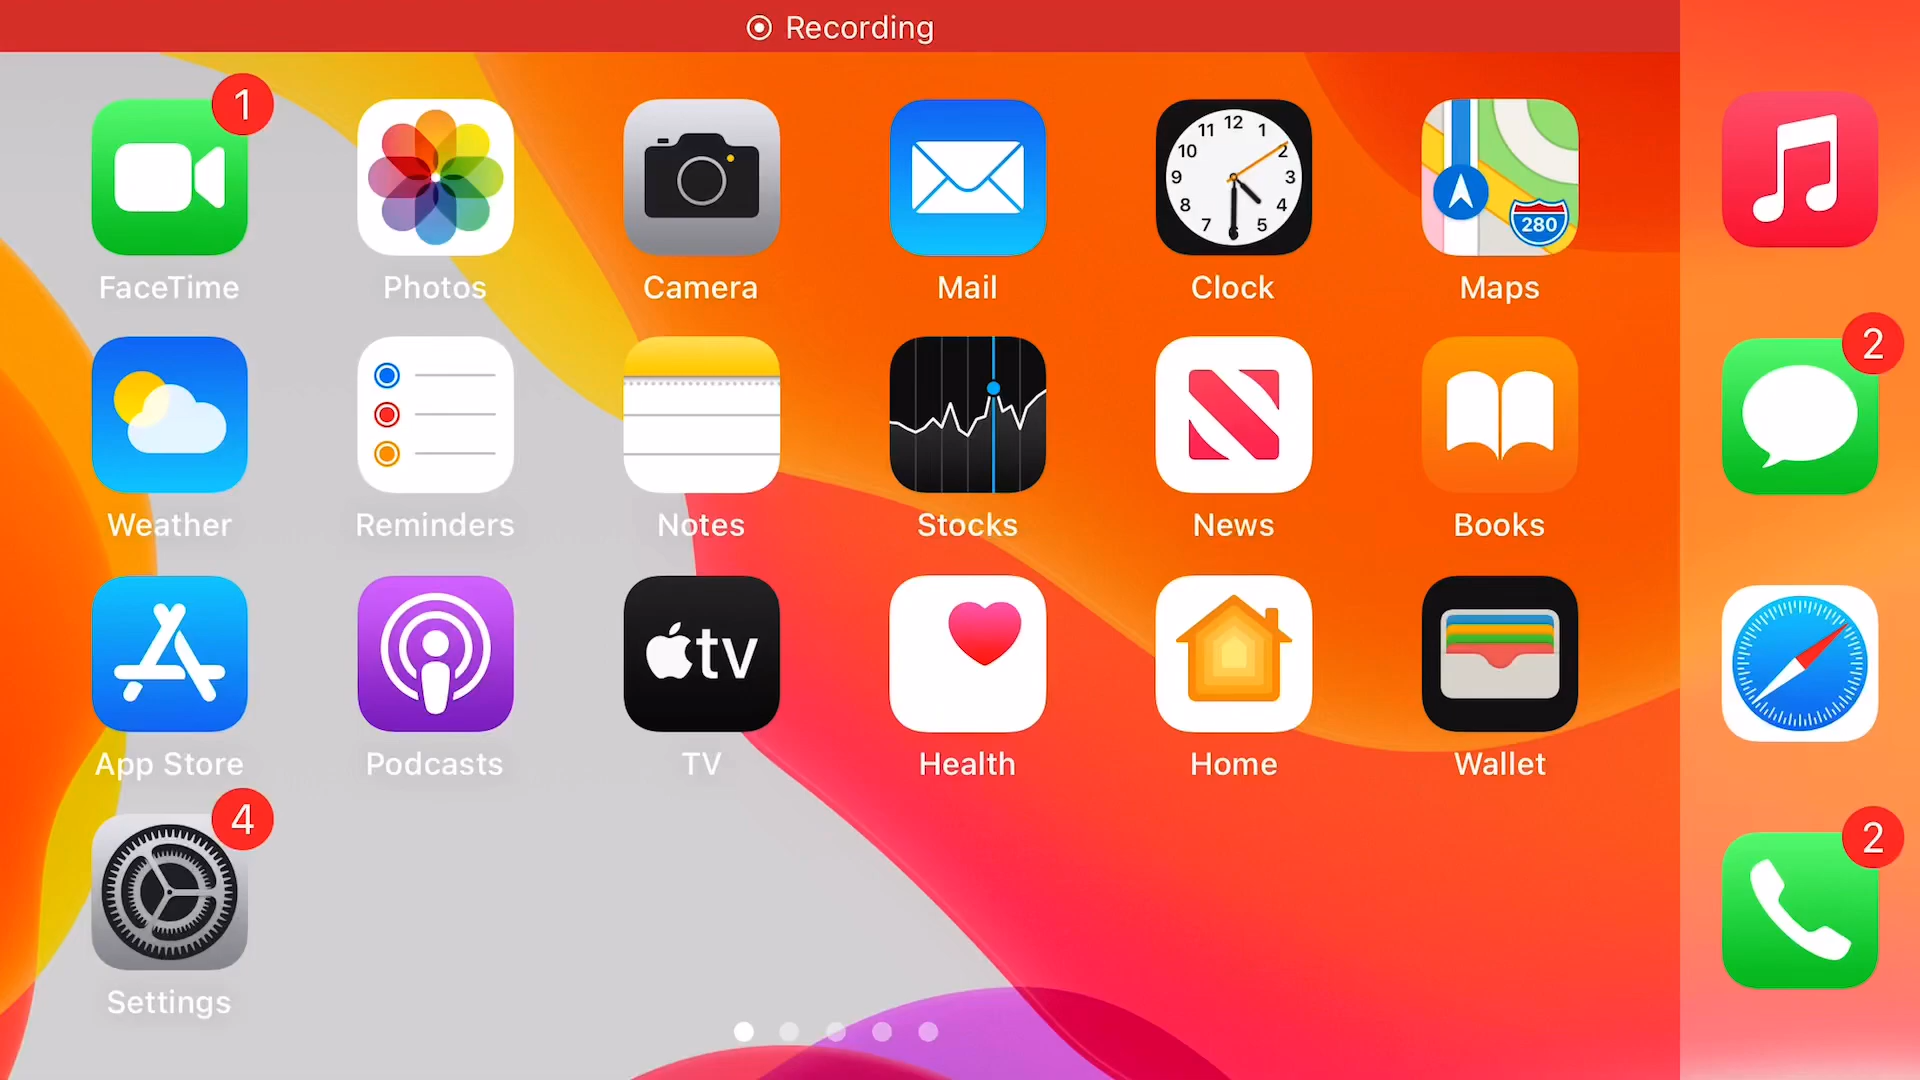 Recording
1
12
11 1
10 2
9 3
8 4
7 5
280
FaceTime Photos Camera Mail Clock Maps
2
Weather Reminders Notes Stocks News Books
tv
App Store Podcasts TV Health Home Wallet
4
2
Settings